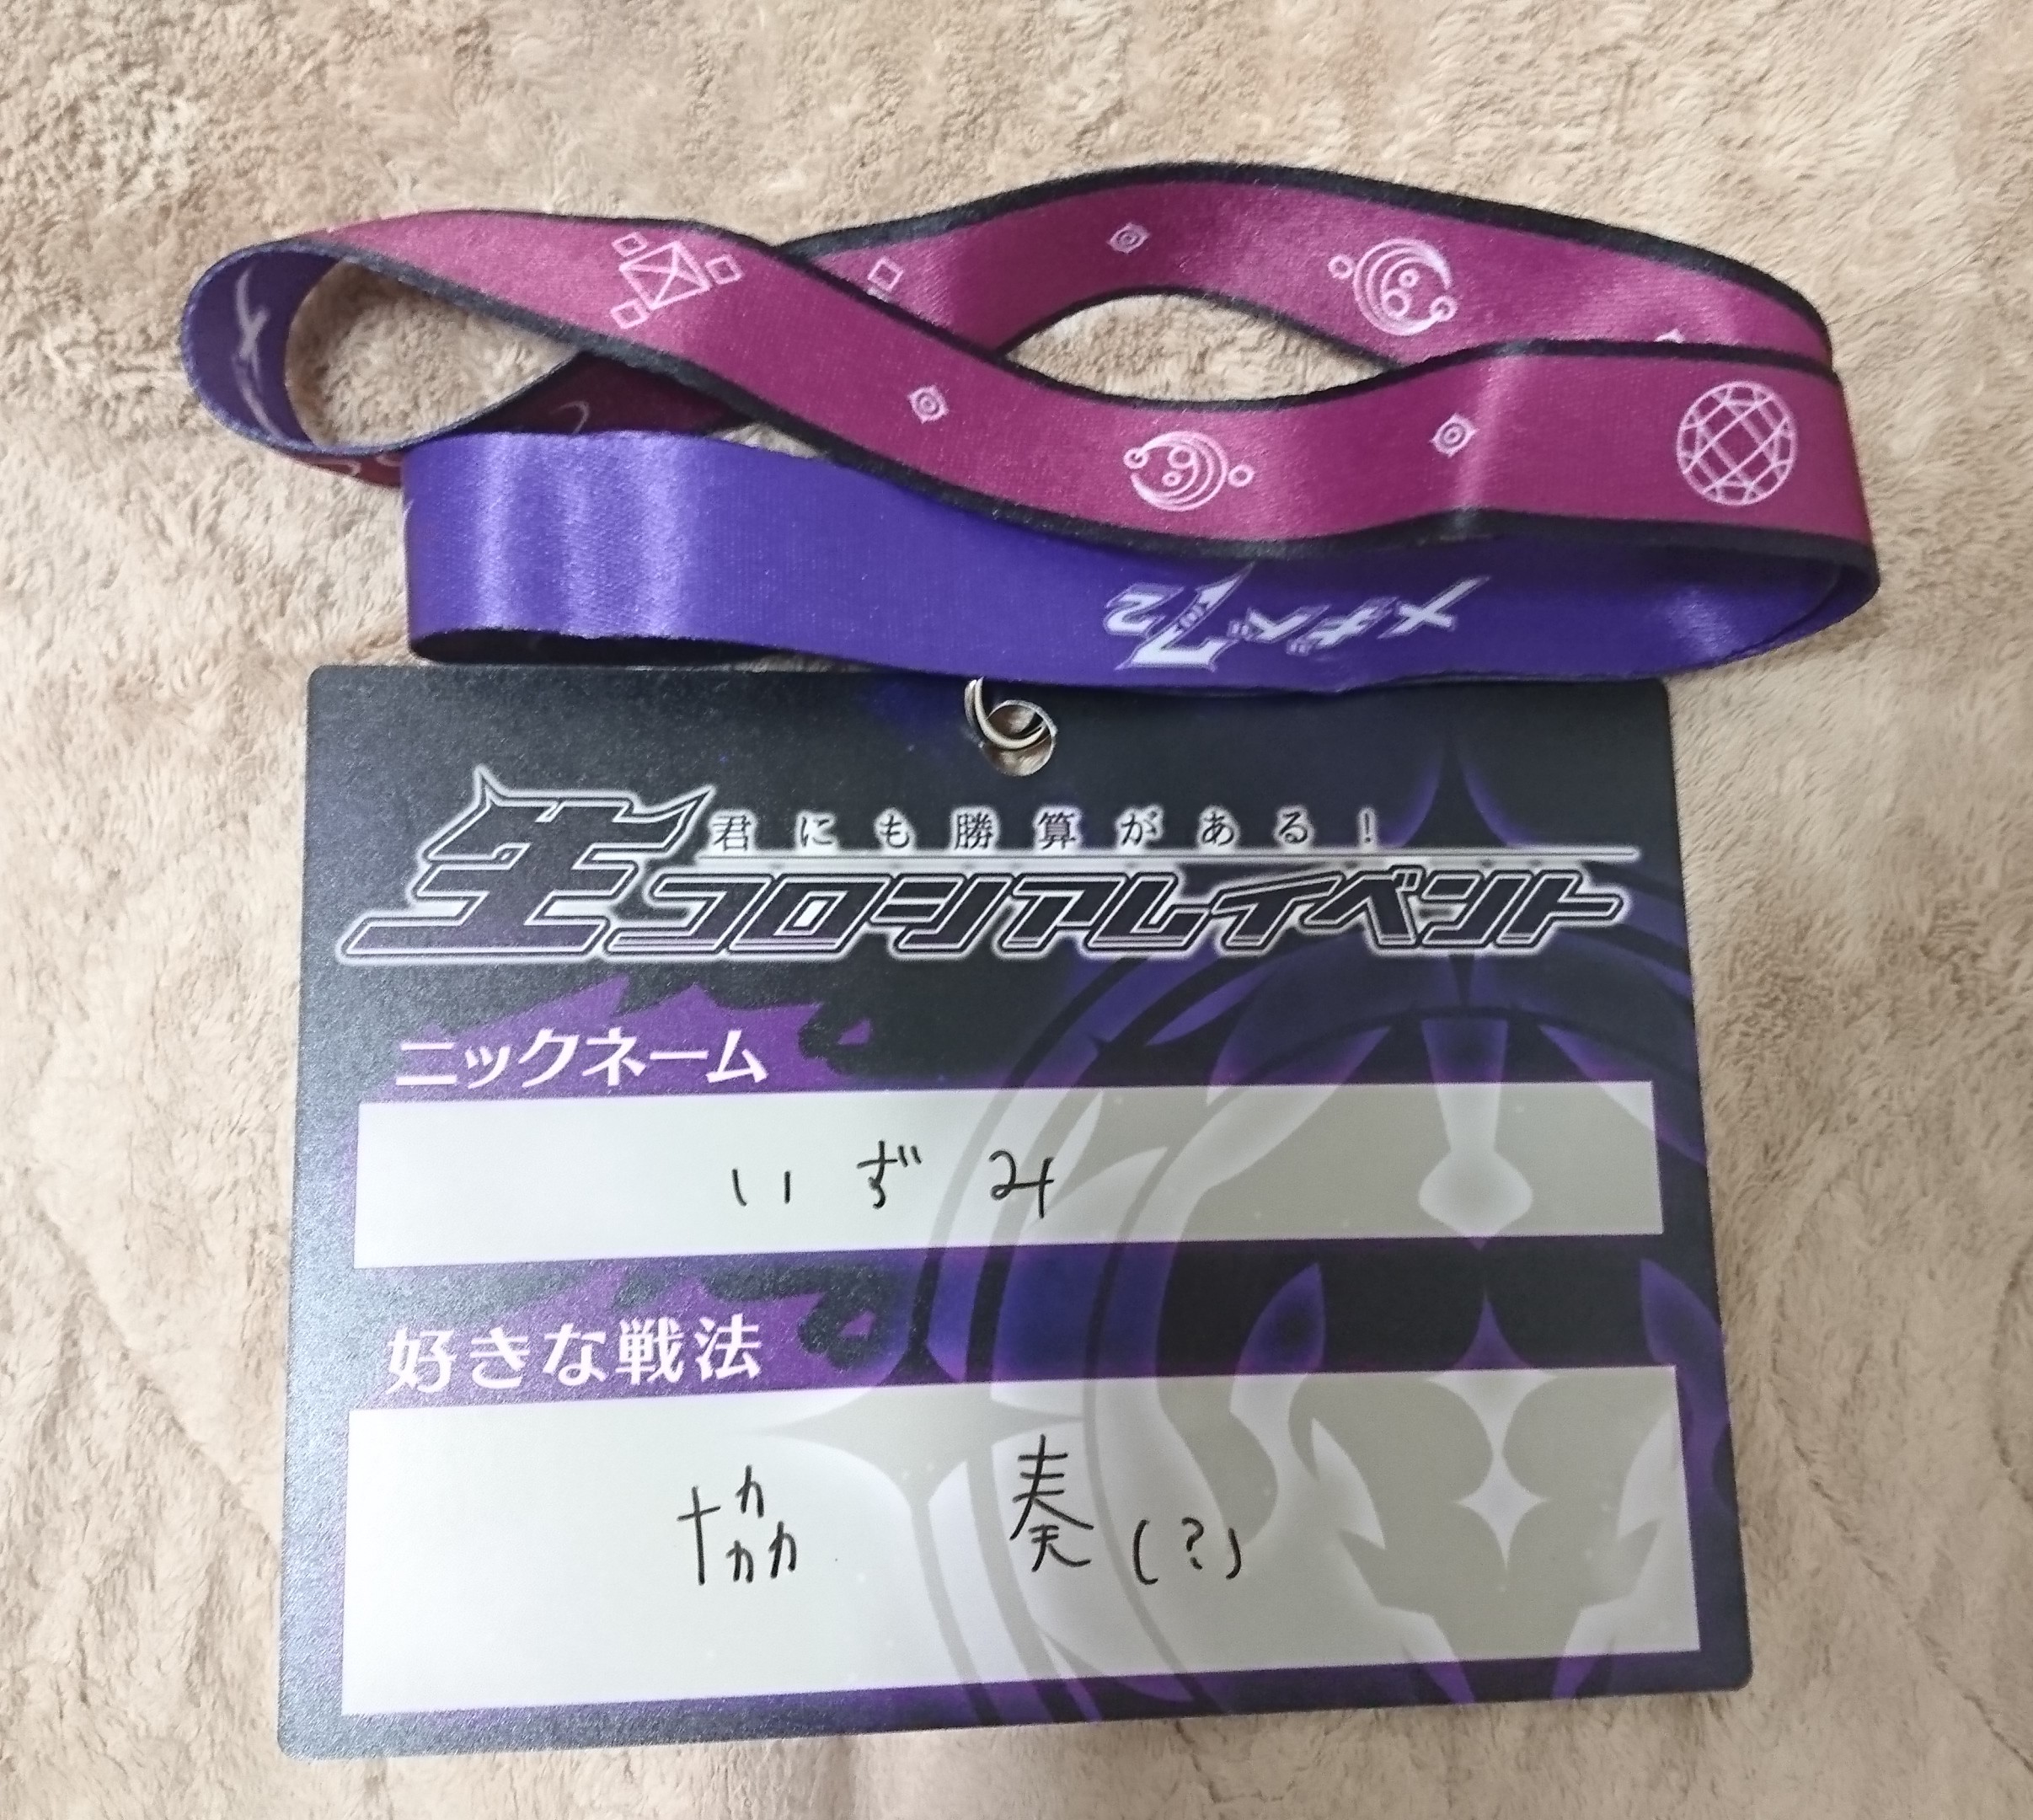 メギド72
君にも勝算がある！
生コロシアムイベント
ニックネーム
いずみ
好きな戦法
協奏(?)